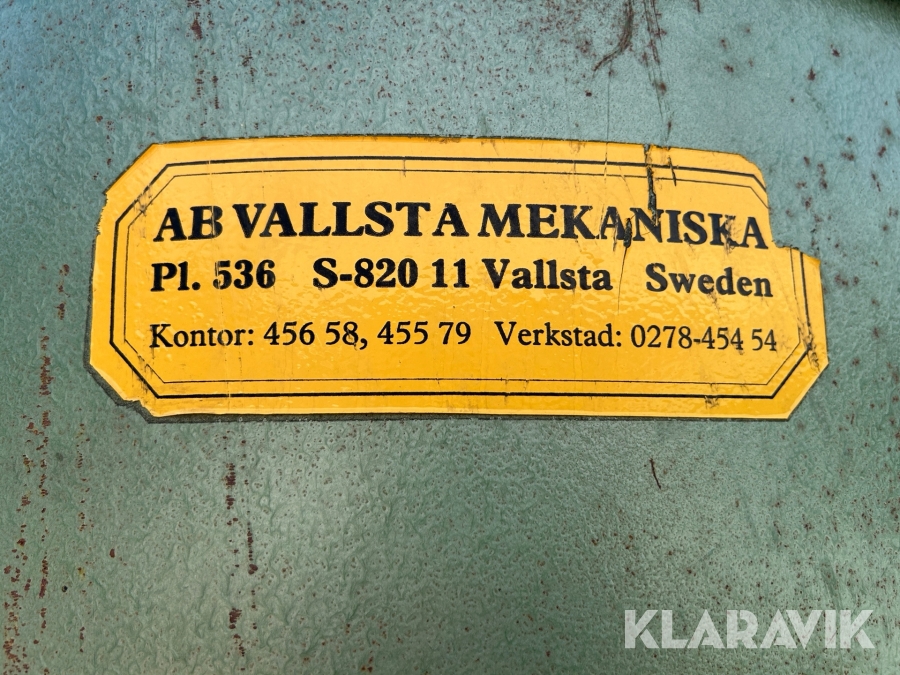 AB VALLSTA MEKANISKA
Pl. 536 S-820 11 Vallsta Sweden
Kontor: 456 58, 455 79 Verkstad: 0278-454 54
KLARAVIK